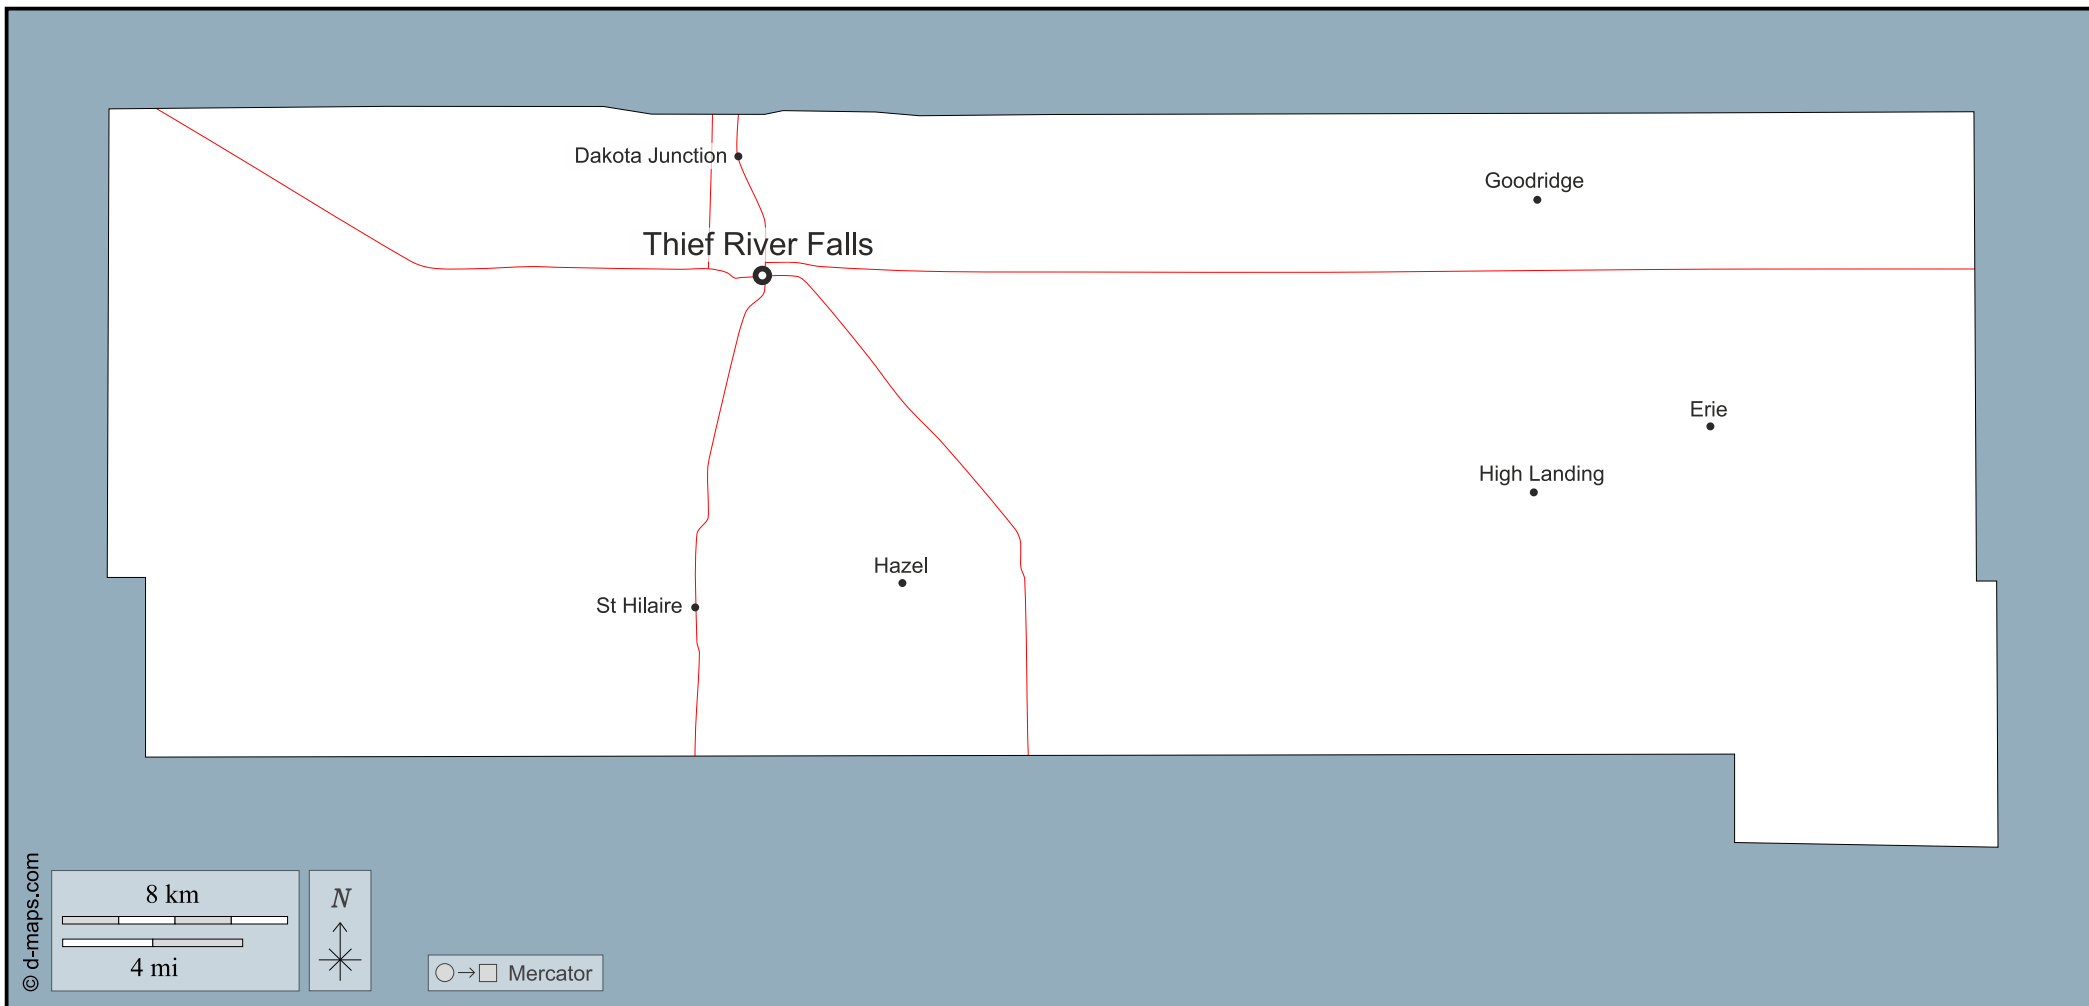 Dakota Junction
Goodridge
Thief River Falls
Erie
High Landing
Hazel
St Hilaire
© d-maps.com
8 km
4 mi
N
Mercator